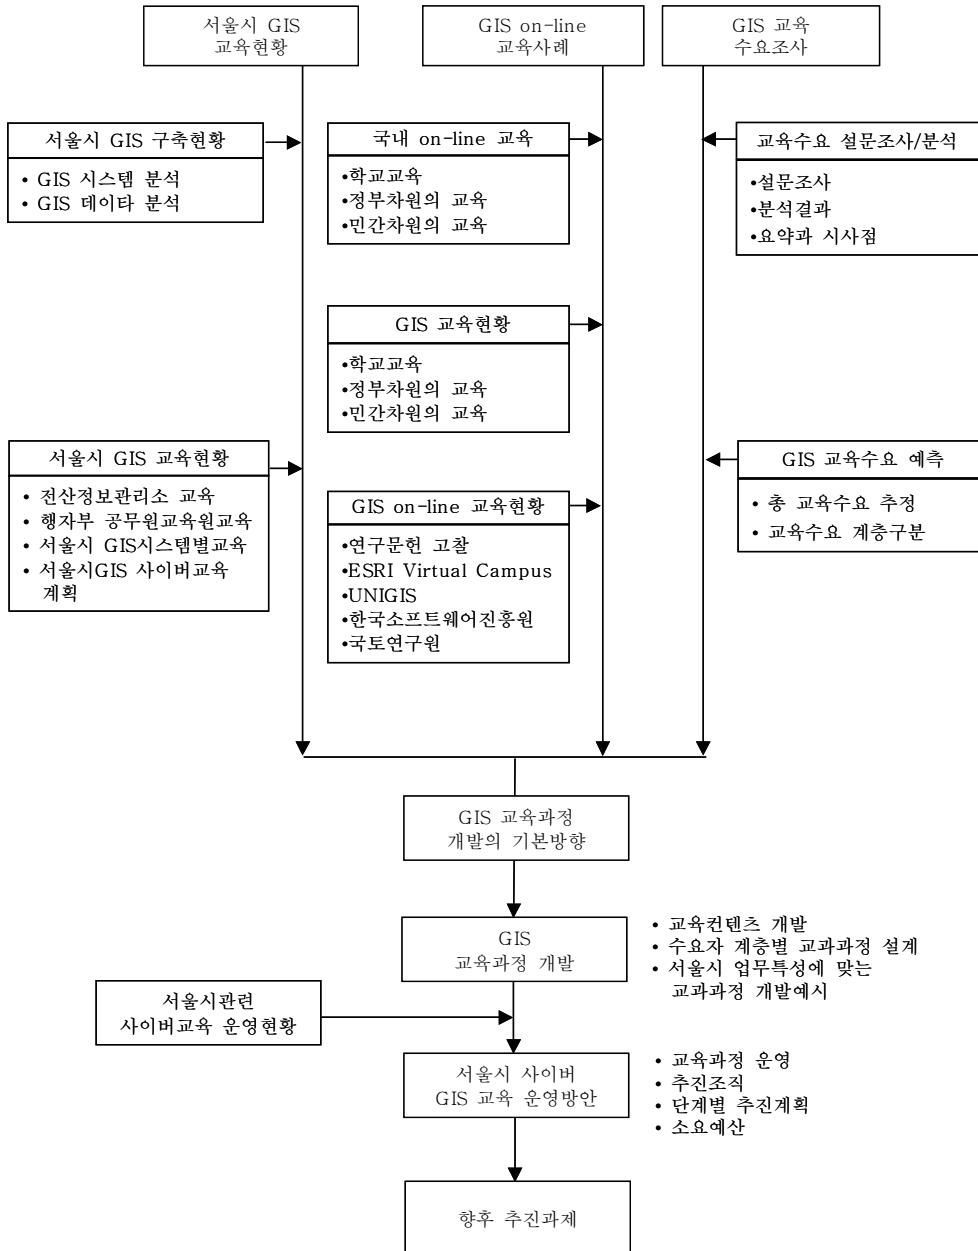 서울시 GIS
교육현황
GIS on-line
교육사례
GIS 교육
수요조사
서울시 GIS 구축현황
• GIS 시스템 분석
• GIS 데이타 분석
국내 on-line 교육
•학교교육
•정부차원의 교육
•민간차원의 교육
교육수요 설문조사/분석
•설문조사
•분석결과
•요약과 시사점
GIS 교육현황
•학교교육
•정부차원의 교육
•민간차원의 교육
서울시 GIS 교육현황
• 전산정보관리소 교육
• 행자부 공무원교육원교육
• 서울시 GIS시스템별교육
• 서울시GIS 사이버교육
계획
GIS on-line 교육현황
•연구문헌 고찰
•ESRI Virtual Campus
•UNIGIS
•한국소프트웨어진흥원
•국토연구원
GIS 교육수요 예측
• 총 교육수요 추정
• 교육수요 계층구분
GIS 교육과정
개발의 기본방향
GIS
교육과정 개발
• 교육컨텐츠 개발
• 수요자 계층별 교과과정 설계
• 서울시 업무특성에 맞는
교과과정 개발예시
서울시관련
사이버교육 운영현황
서울시 사이버
GIS 교육 운영방안
• 교육과정 운영
• 추진조직
• 단계별 추진계획
• 소요예산
향후 추진과제